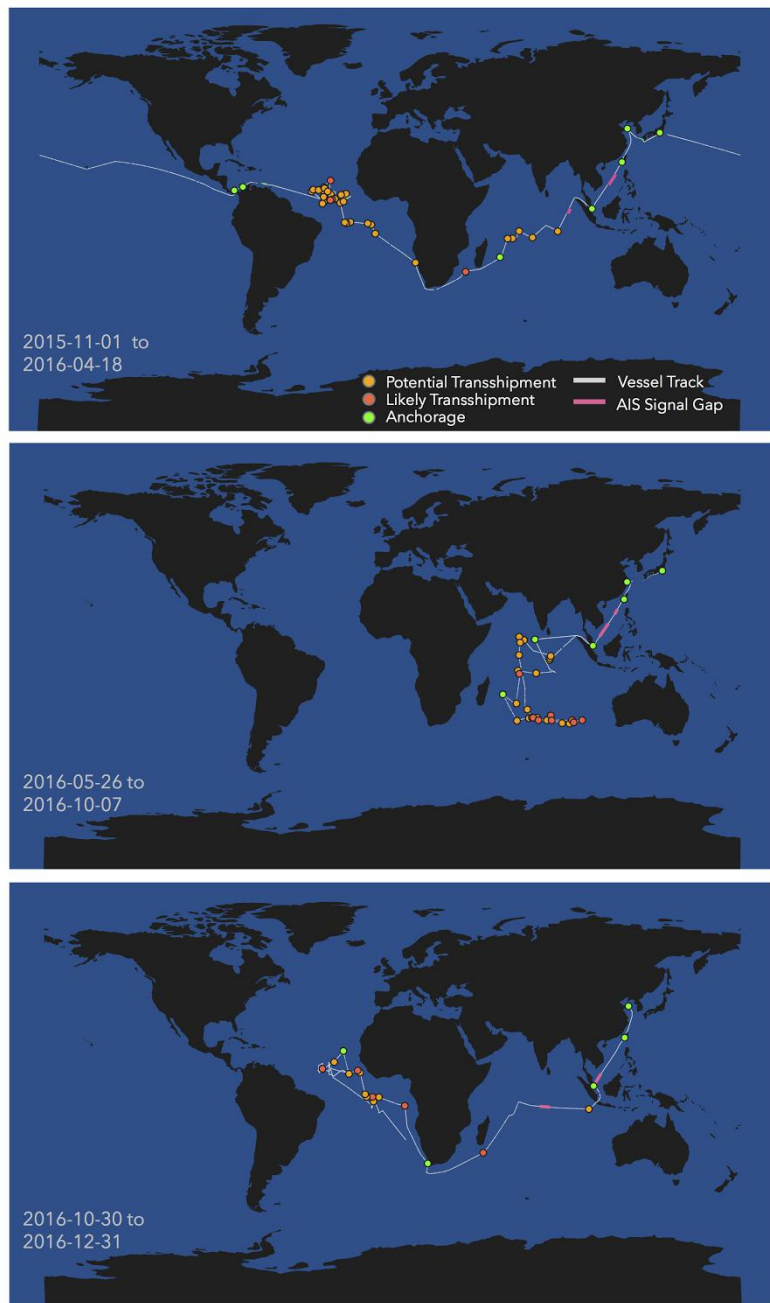 2015-11-01 to
2016-04-18
Potential Transshipment
Likely Transshipment
Anchorage
Vessel Track
AIS Signal Gap
2016-05-26 to
2016-10-07
2016-10-30 to
2016-12-31